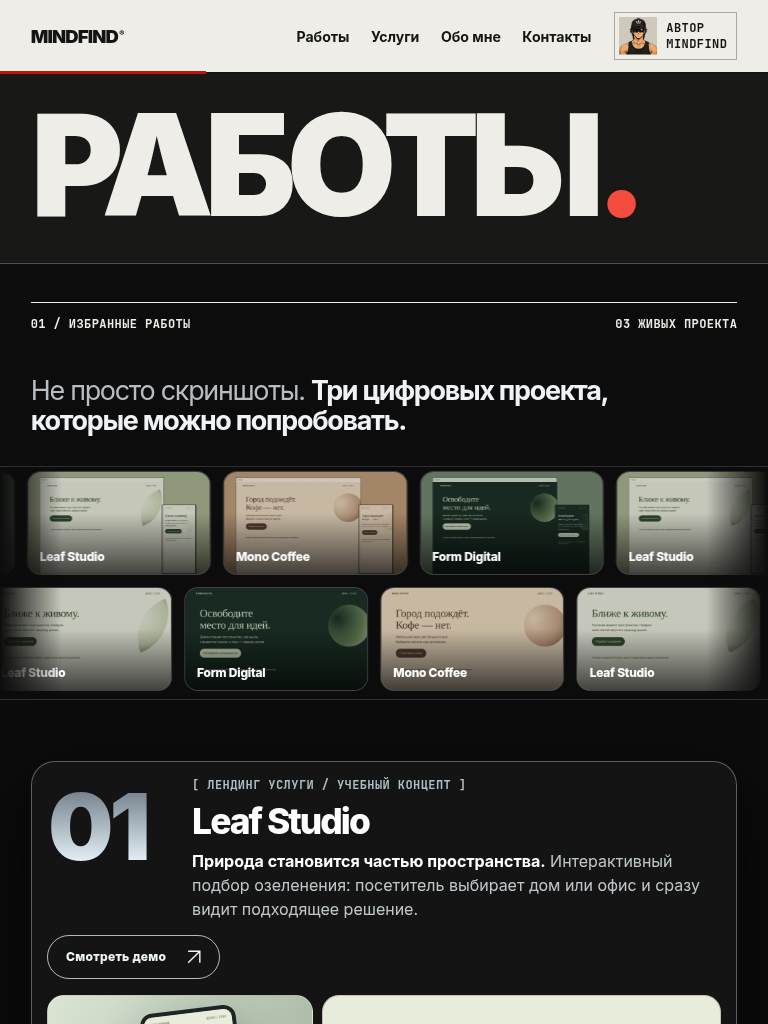 MINDFIND®
Работы Услуги Обо мне Контакты
АВТОР
MINDFIND
РАБОТЫ.
01 / ИЗБРАННЫЕ РАБОТЫ
03 ЖИВЫХ ПРОЕКТА
Не просто скриншоты. Три цифровых проекта,
которые можно попробовать.
Ближе к живому.
Leaf Studio
Город подождёт.
Кофе — нет.
Mono Coffee
Освободите
место для идей.
Form Digital
Ближе к живому.
Leaf Studio
Ближе к живому.
Leaf Studio
Освободите
место для идей.
Form Digital
Город подождёт.
Кофе — нет.
Mono Coffee
Ближе к живому.
Leaf Studio
01
[ ЛЕНДИНГ УСЛУГИ / УЧЕБНЫЙ КОНЦЕПТ ]
Leaf Studio
Природа становится частью пространства. Интерактивный
подбор озеленения: посетитель выбирает дом или офис и сразу
видит подходящее решение.
Смотреть демо